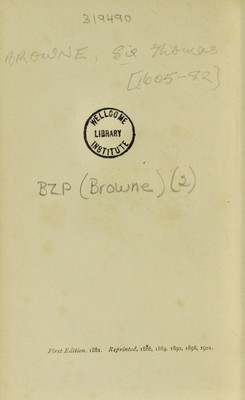 319490
BROWNE, Sir Thomas
[1605-82]
WELLCOME
LIBRARY
INSTITUTE
BZP (Browne) (2)
First Edition, 1881. Reprinted, 1886, 1889, 1892, 1898, 1901.